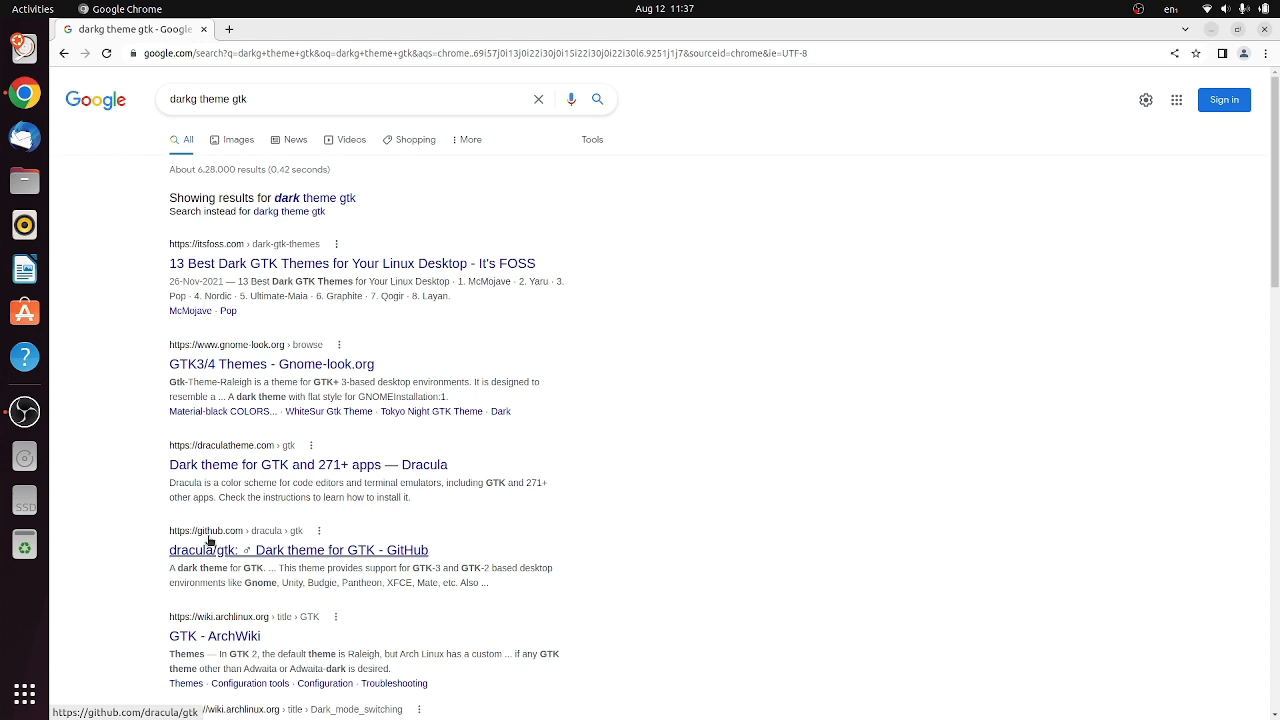 Activities
Google Chrome
Aug 12, 11:37
en₁
darkg theme gtk - Google
google.com/search?q=darkg+theme+gtk&oq=darkg+theme+gtk&aqs=chrome..69i57j0i13j0i22i30j0i15i22i30j0i22i30l6.9251j1j7&sourceid=chrome&ie=UTF-8
Google
darkg theme gtk
Sign in
All
Images
News
Videos
Shopping
More
Tools
About 6,28,000 results (0.42 seconds)
Showing results for dark theme gtk
Search instead for darkg theme gtk
https://itsfoss.com › dark-gtk-themes
13 Best Dark GTK Themes for Your Linux Desktop - It's FOSS
26-Nov-2021 — 13 Best Dark GTK Themes for Your Linux Desktop · 1. McMojave · 2. Yaru · 3.
Pop · 4. Nordic · 5. Ultimate-Maia · 6. Graphite · 7. Qogir · 8. Layan.
McMojave · Pop
https://www.gnome-look.org › browse
GTK3/4 Themes - Gnome-look.org
Gtk-Theme-Raleigh is a theme for GTK+ 3-based desktop environments. It is designed to
resemble a ... A dark theme with flat style for GNOMEInstallation:1.
Material-black COLORS... · WhiteSur Gtk Theme · Tokyo Night GTK Theme · Dark
https://draculatheme.com › gtk
Dark theme for GTK and 271+ apps — Dracula
Dracula is a color scheme for code editors and terminal emulators, including GTK and 271+
other apps. Check the instructions to learn how to install it.
https://github.com › dracula › gtk
dracula/gtk: ♂ Dark theme for GTK - GitHub
A dark theme for GTK. ... This theme provides support for GTK-3 and GTK-2 based desktop
environments like Gnome, Unity, Budgie, Pantheon, XFCE, Mate, etc. Also ...
https://wiki.archlinux.org › title › GTK
GTK - ArchWiki
Themes — In GTK 2, the default theme is Raleigh, but Arch Linux has a custom ... if any GTK
theme other than Adwaita or Adwaita-dark is desired.
Themes · Configuration tools · Configuration · Troubleshooting
//wiki.archlinux.org › title › Dark_mode_switching
https://github.com/dracula/gtk
SSD